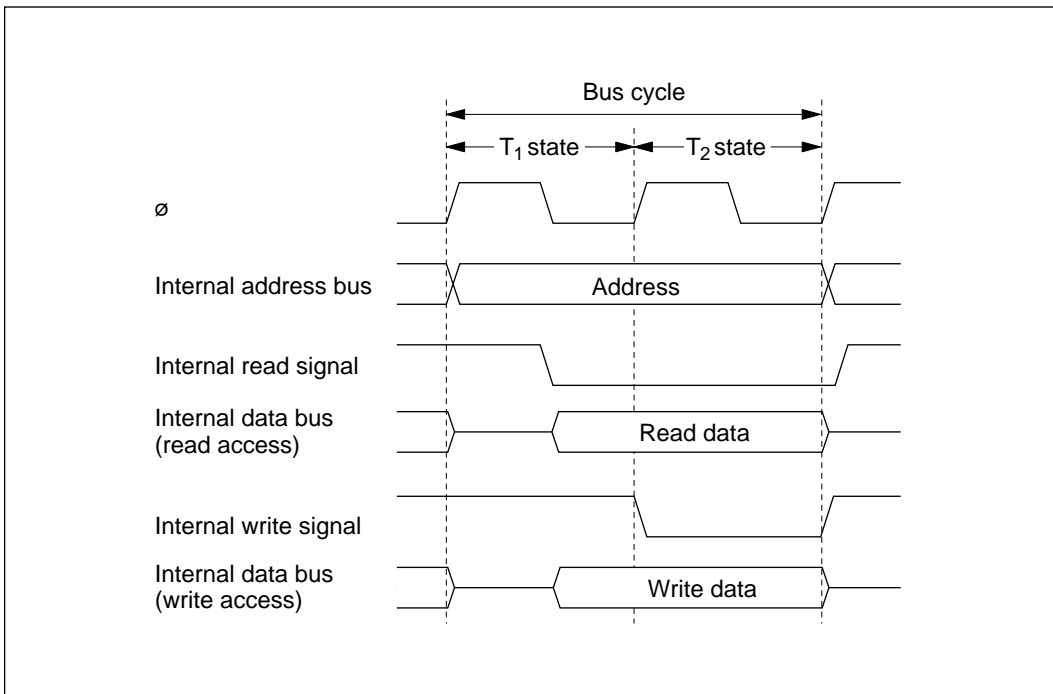 Bus cycle
T1 state
T2 state
ø
Internal address bus
Address
Internal read signal
Internal data bus
(read access)
Read data
Internal write signal
Internal data bus
(write access)
Write data